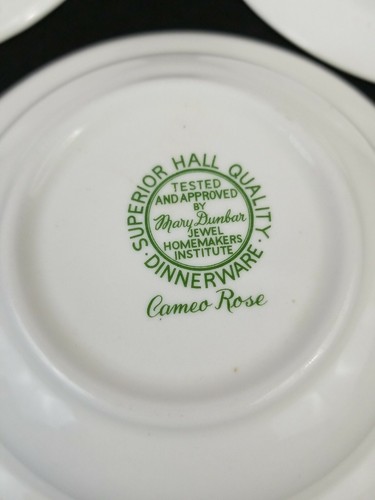 SUPERIOR HALL QUALITY
· DINNERWARE ·
TESTED
AND APPROVED
BY
Mary Dunbar
JEWEL
HOMEMAKERS
INSTITUTE
Cameo Rose